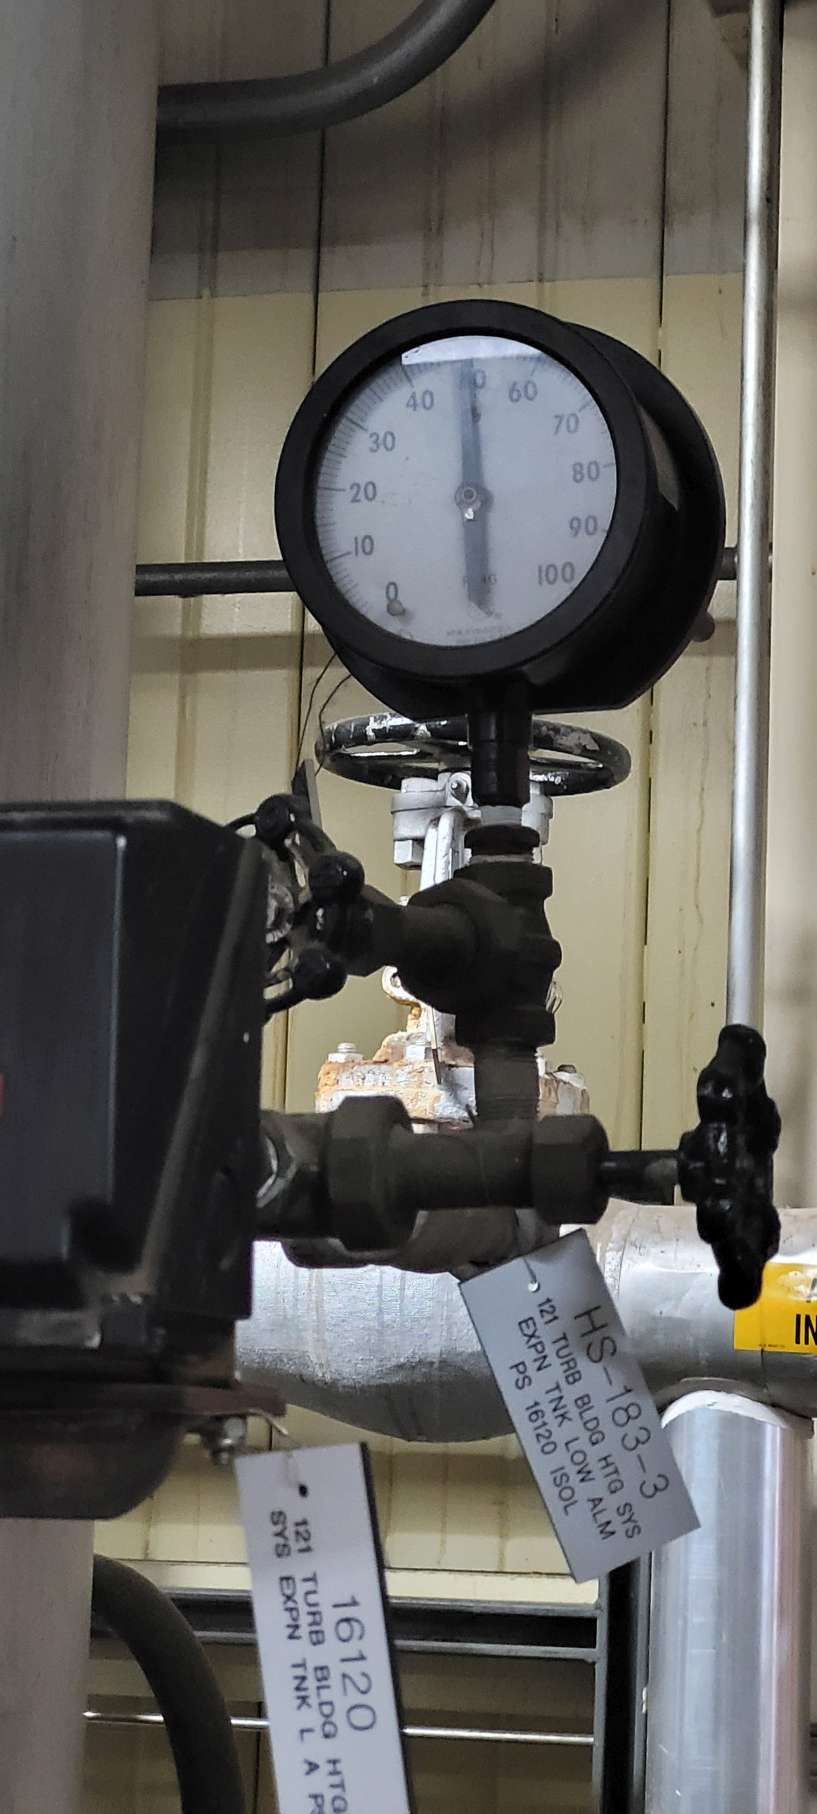 0
10
20
30
40
60
70
80
90
100
HS-183-3
121 TURB BLDG HTG SYS
EXPN TNK LOW ALM
PS 16120 ISOL
IN
16120
121 TURB BLDG HTG
SYS EXPN TNK L A